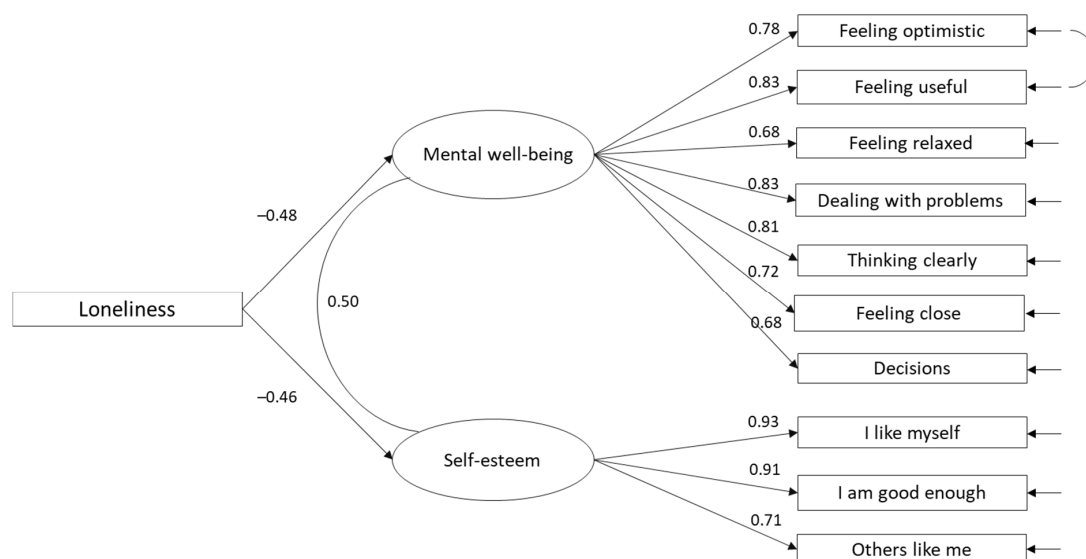 0.78
Feeling optimistic
0.83
Feeling useful
0.68
Feeling relaxed
Mental well-being
0.83
Dealing with problems
0.81
Thinking clearly
−0.48
0.72
Feeling close
Loneliness
0.50
0.68
Decisions
−0.46
0.93
I like myself
Self-esteem
0.91
I am good enough
0.71
Others like me